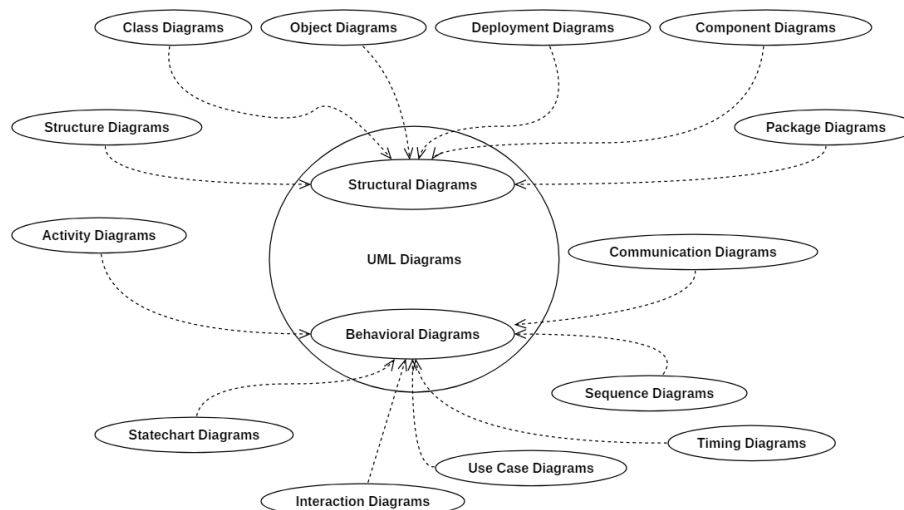 Class Diagrams
Object Diagrams
Deployment Diagrams
Component Diagrams
Structure Diagrams
Package Diagrams
Structural Diagrams
Activity Diagrams
Communication Diagrams
UML Diagrams
Behavioral Diagrams
Sequence Diagrams
Statechart Diagrams
Timing Diagrams
Use Case Diagrams
Interaction Diagrams